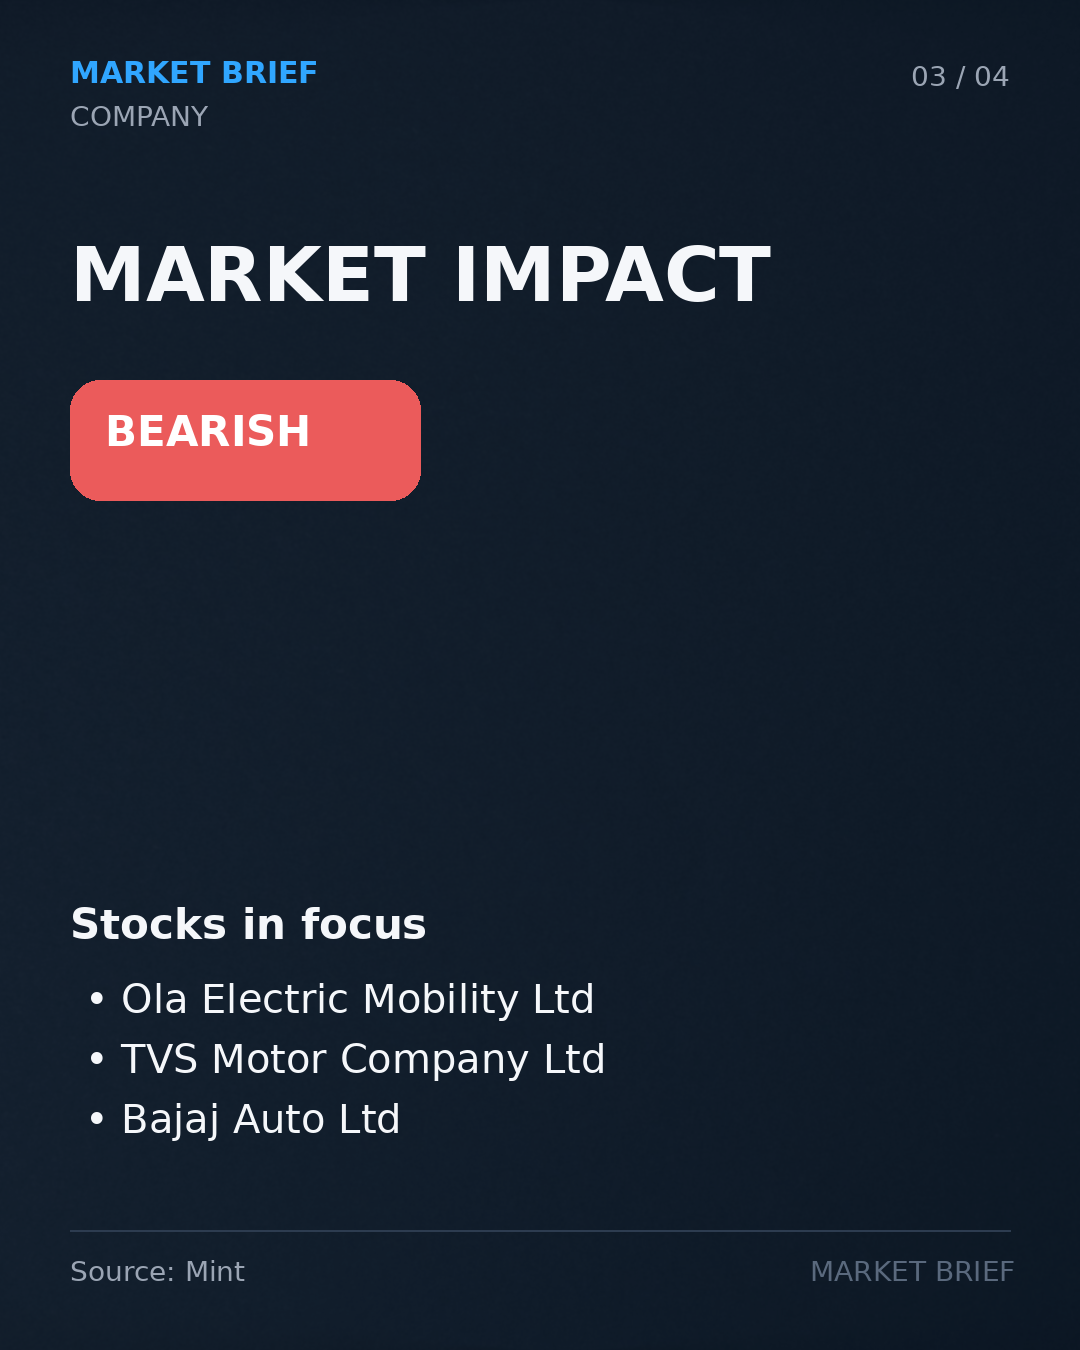 MARKET BRIEF
03 / 04
COMPANY
MARKET IMPACT
BEARISH
Stocks in focus
• Ola Electric Mobility Ltd
• TVS Motor Company Ltd
• Bajaj Auto Ltd
Source: Mint
MARKET BRIEF